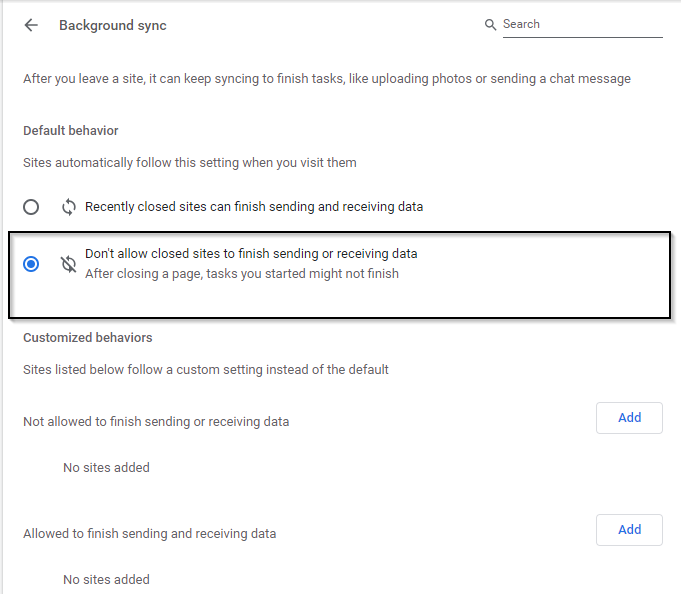 Background sync
Search
After you leave a site, it can keep syncing to finish tasks, like uploading photos or sending a chat message
Default behavior
Sites automatically follow this setting when you visit them
Recently closed sites can finish sending and receiving data
Don't allow closed sites to finish sending or receiving data
After closing a page, tasks you started might not finish
Customized behaviors
Sites listed below follow a custom setting instead of the default
Not allowed to finish sending or receiving data
Add
No sites added
Allowed to finish sending and receiving data
Add
No sites added